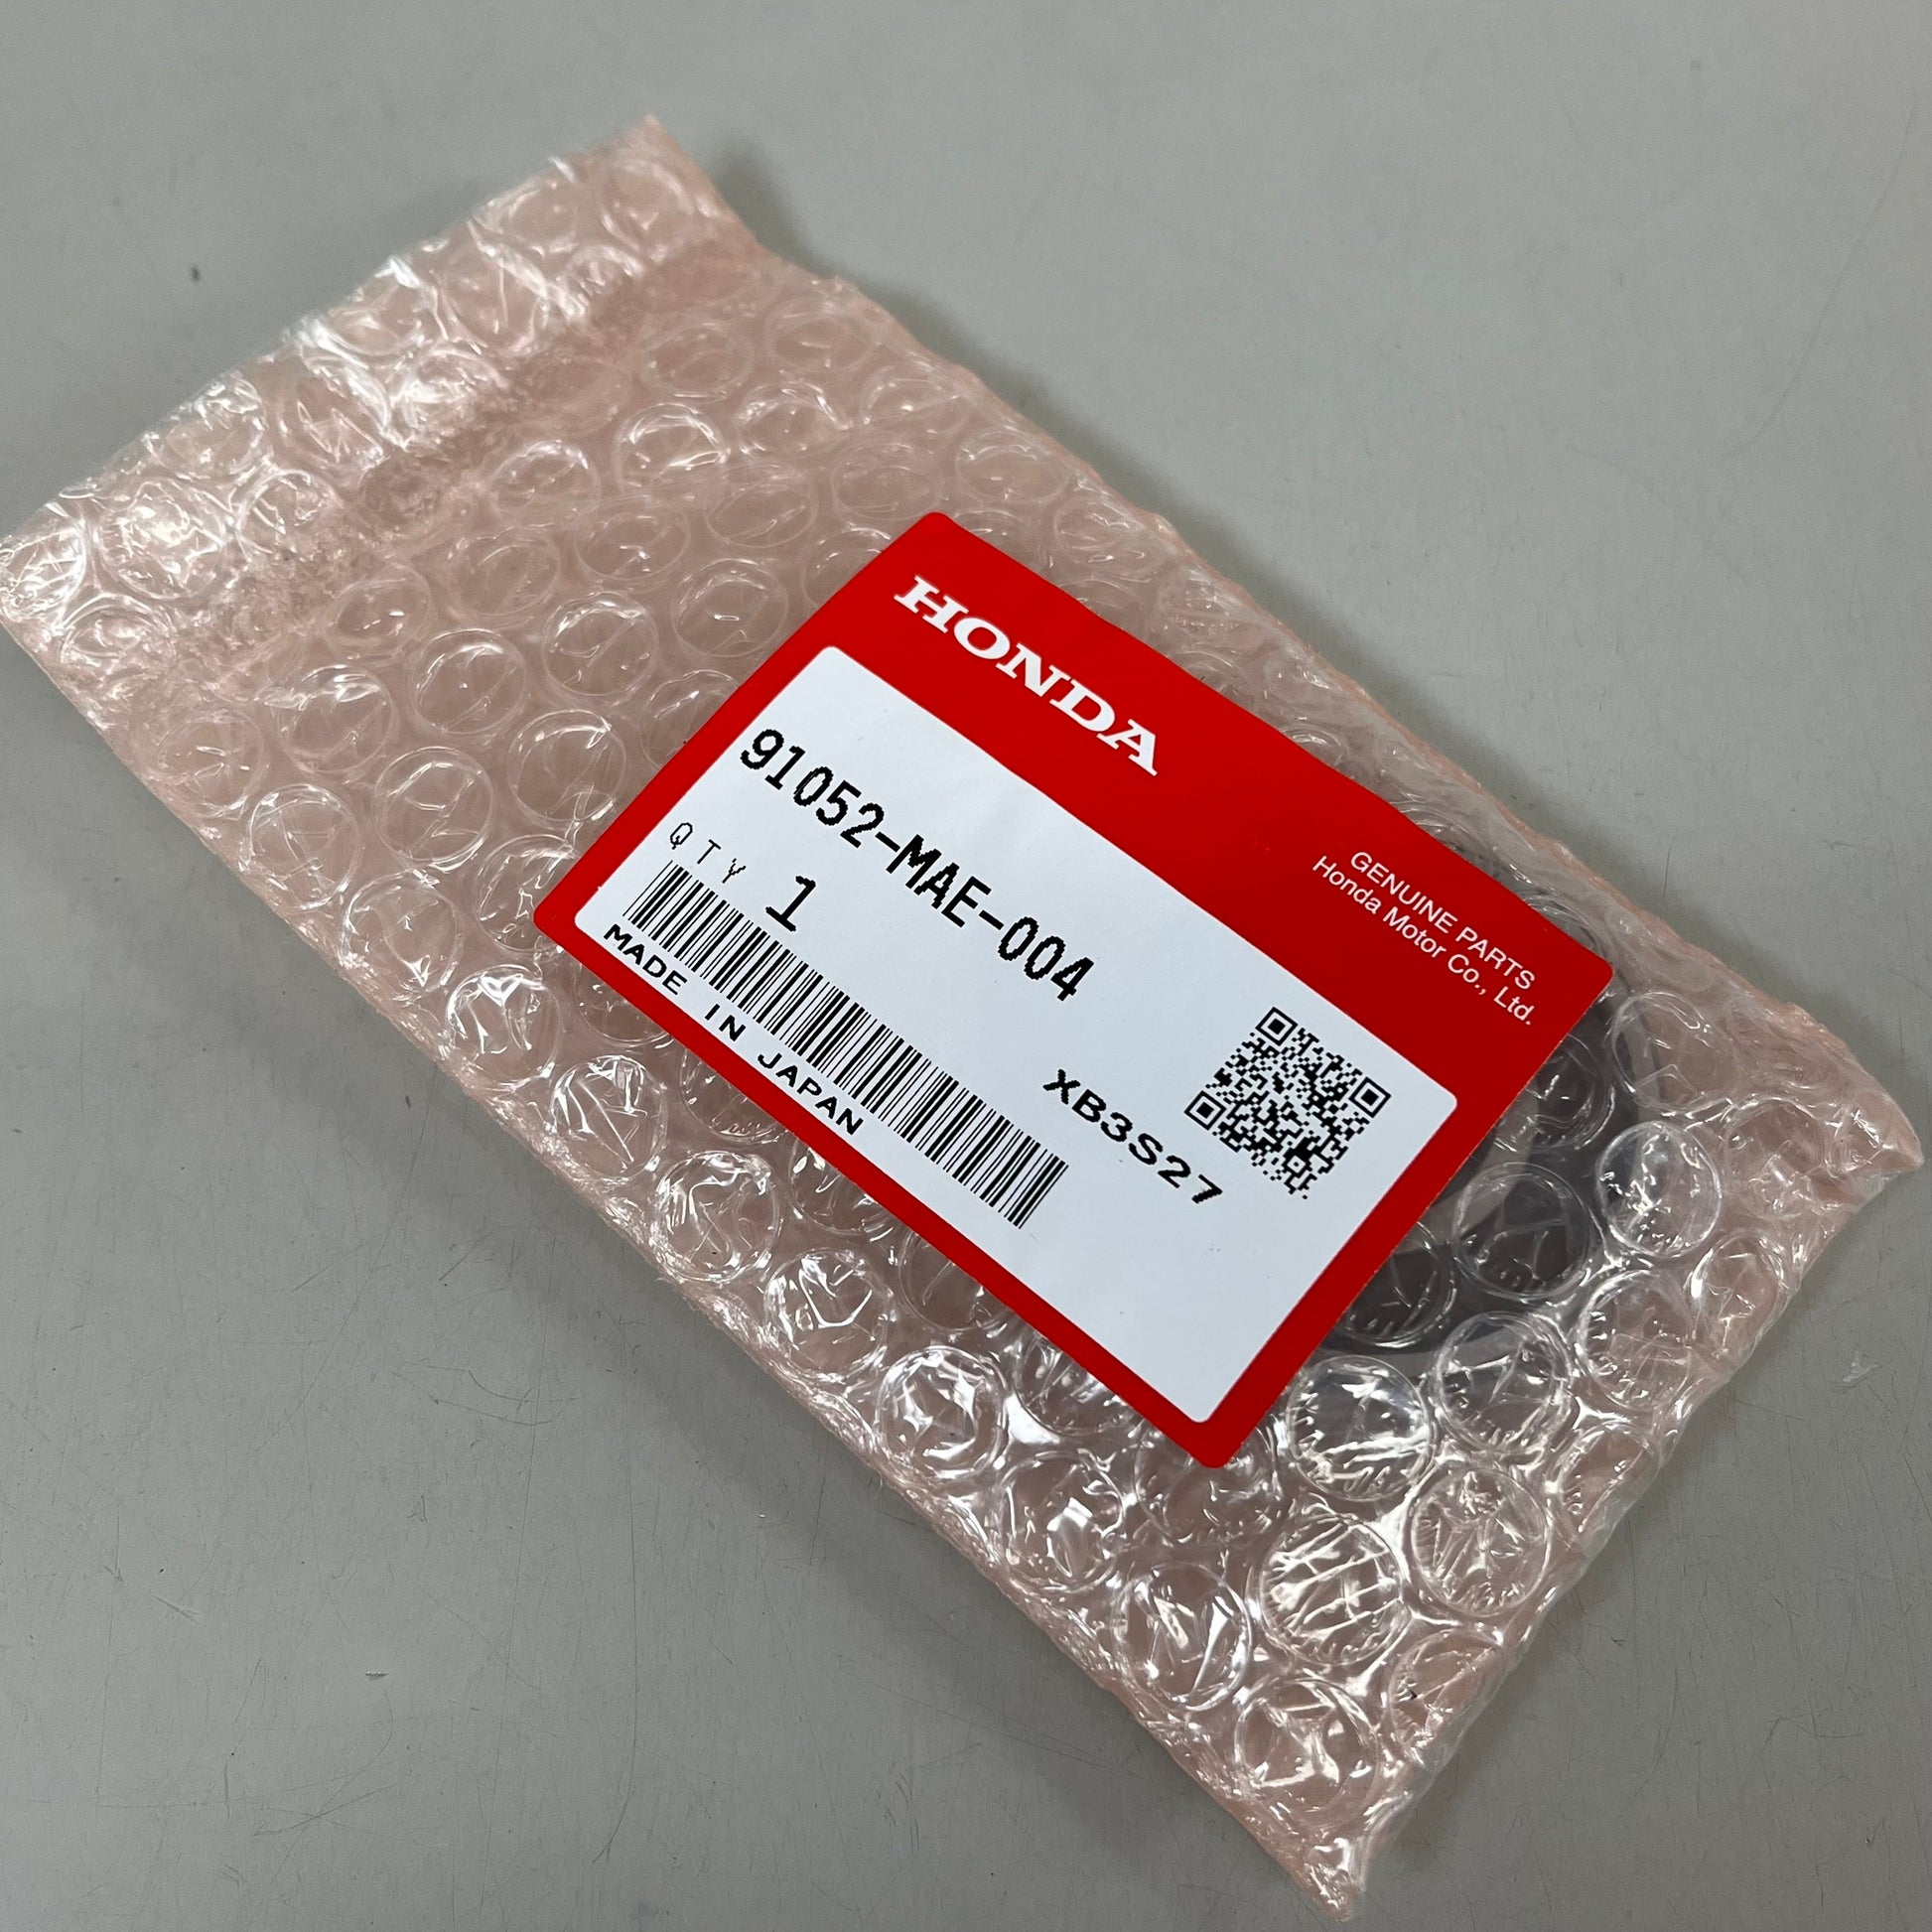 HONDA
GENUINE PARTS
Honda Motor Co., Ltd.
91052-MAE-004
QTY 1
XB3S27
MADE IN JAPAN